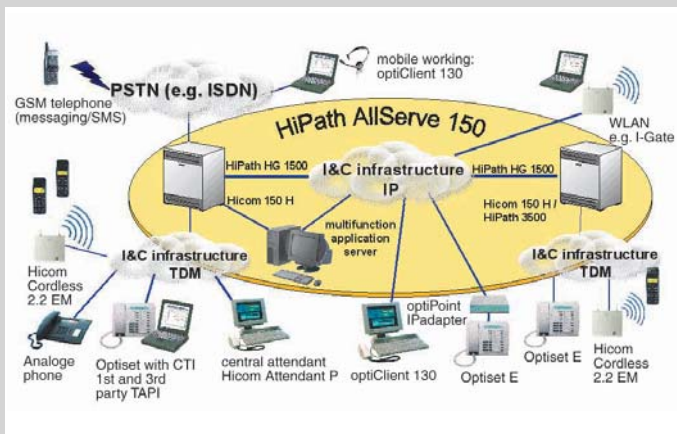 mobile working:
optiClient 130
PSTN (e.g. ISDN)
GSM telephone
(messaging/SMS)
HiPath AllServe 150
WLAN
e.g. I-Gate
HiPath HG 1500
I&C infrastructure
IP
HiPath HG 1500
Hicom 150 H
Hicom 150 H /
HiPath 3500
multifunction
application
server
I&C infrastructure
TDM
I&C infrastructure
TDM
Hicom
Cordless
2.2 EM
optiPoint
IPadapter
Analoge
phone
Optiset with CTI
1st and 3rd
party TAPI
central attendant
Hicom Attendant P
optiClient 130
Optiset E
Optiset E
Hicom
Cordless
2.2 EM